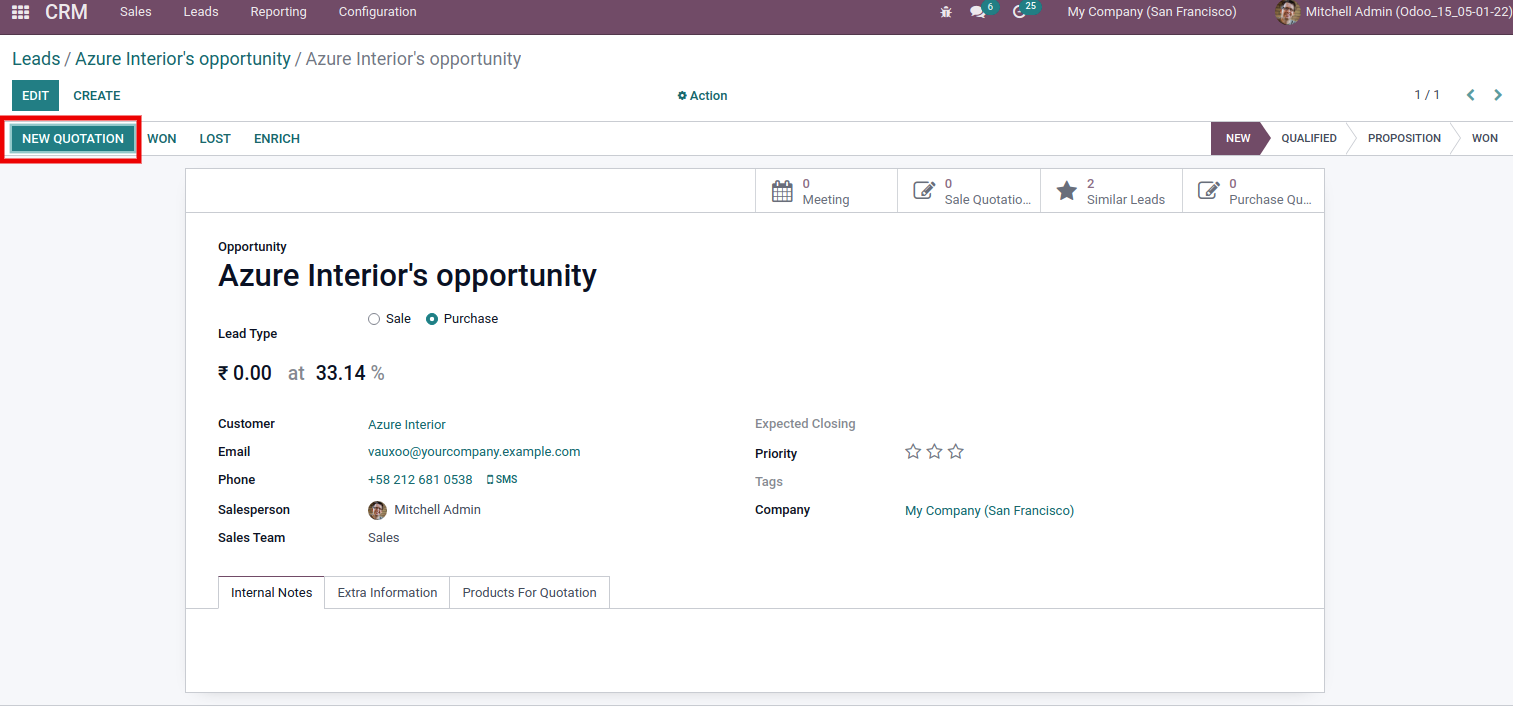 CRM Sales Leads Reporting Configuration 6 25 My Company (San Francisco) Mitchell Admin (Odoo_15_05-01-22)
Leads / Azure Interior's opportunity / Azure Interior's opportunity
EDIT CREATE Action 1 / 1
NEW QUOTATION WON LOST ENRICH NEW QUALIFIED PROPOSITION WON
0 Meeting
0 Sale Quotatio...
2 Similar Leads
0 Purchase Qu...
Opportunity
Azure Interior's opportunity
Sale Purchase
Lead Type
₹ 0.00 at 33.14 %
Customer Azure Interior
Email vauxoo@yourcompany.example.com
Phone +58 212 681 0538 SMS
Salesperson Mitchell Admin
Sales Team Sales
Expected Closing
Priority
Tags
Company My Company (San Francisco)
Internal Notes Extra Information Products For Quotation